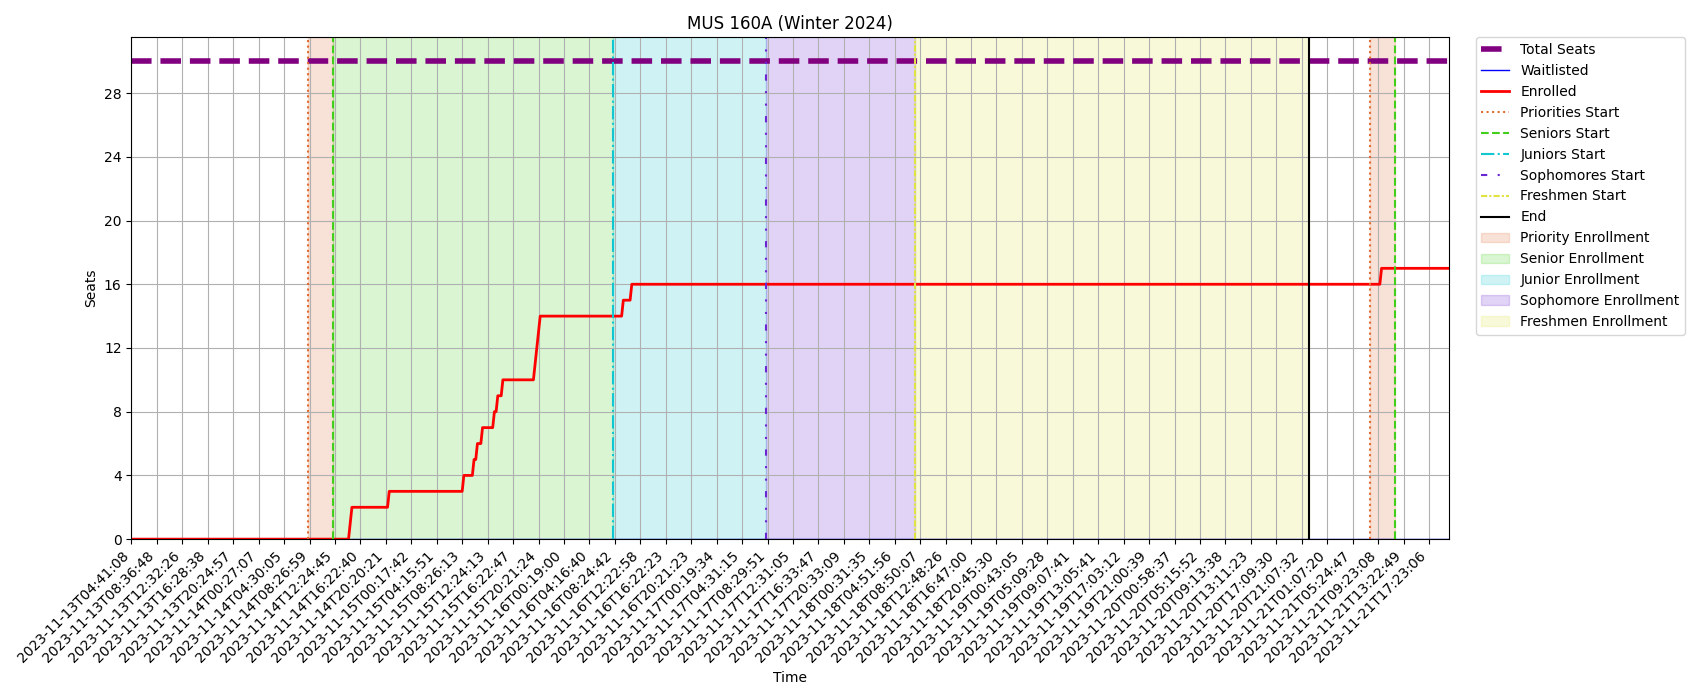 MUS 160A (Winter 2024)
Seats
28
24
20
16
12
8
4
0
2023-11-13T04:41:08
2023-11-13T08:36:48
2023-11-13T12:32:26
2023-11-13T16:28:38
2023-11-13T20:24:57
2023-11-14T00:27:07
2023-11-14T04:30:05
2023-11-14T08:26:59
2023-11-14T12:24:45
2023-11-14T16:22:40
2023-11-14T20:20:21
2023-11-15T00:17:42
2023-11-15T04:15:51
2023-11-15T08:26:13
2023-11-15T12:24:13
2023-11-15T16:22:47
2023-11-15T20:21:24
2023-11-16T00:19:00
2023-11-16T04:16:40
2023-11-16T08:24:42
2023-11-16T12:22:58
2023-11-16T16:22:23
2023-11-16T20:21:23
2023-11-17T00:19:34
2023-11-17T04:31:15
2023-11-17T08:29:51
2023-11-17T12:31:05
2023-11-17T16:33:47
2023-11-17T20:33:09
2023-11-18T00:31:35
2023-11-18T04:51:56
2023-11-18T08:50:07
2023-11-18T12:48:26
2023-11-18T16:47:00
2023-11-18T20:45:30
2023-11-19T00:43:05
2023-11-19T05:09:28
2023-11-19T09:07:41
2023-11-19T13:05:41
2023-11-19T17:03:12
2023-11-19T21:00:39
2023-11-20T00:58:37
2023-11-20T05:15:52
2023-11-20T09:13:38
2023-11-20T13:11:23
2023-11-20T17:09:30
2023-11-20T21:07:32
2023-11-21T01:07:20
2023-11-21T05:24:47
2023-11-21T09:23:08
2023-11-21T13:22:49
2023-11-21T17:23:06
Time
Total Seats
Waitlisted
Enrolled
Priorities Start
Seniors Start
Juniors Start
Sophomores Start
Freshmen Start
End
Priority Enrollment
Senior Enrollment
Junior Enrollment
Sophomore Enrollment
Freshmen Enrollment